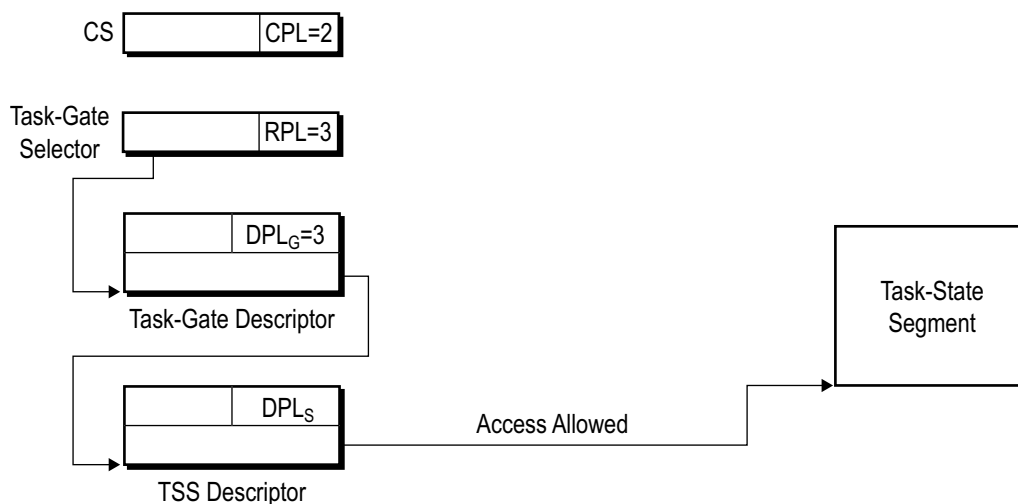 CS
CPL=2
Task-Gate
Selector
RPL=3
DPLG=3
Task-Gate Descriptor
Task-State
Segment
DPLS
Access Allowed
TSS Descriptor